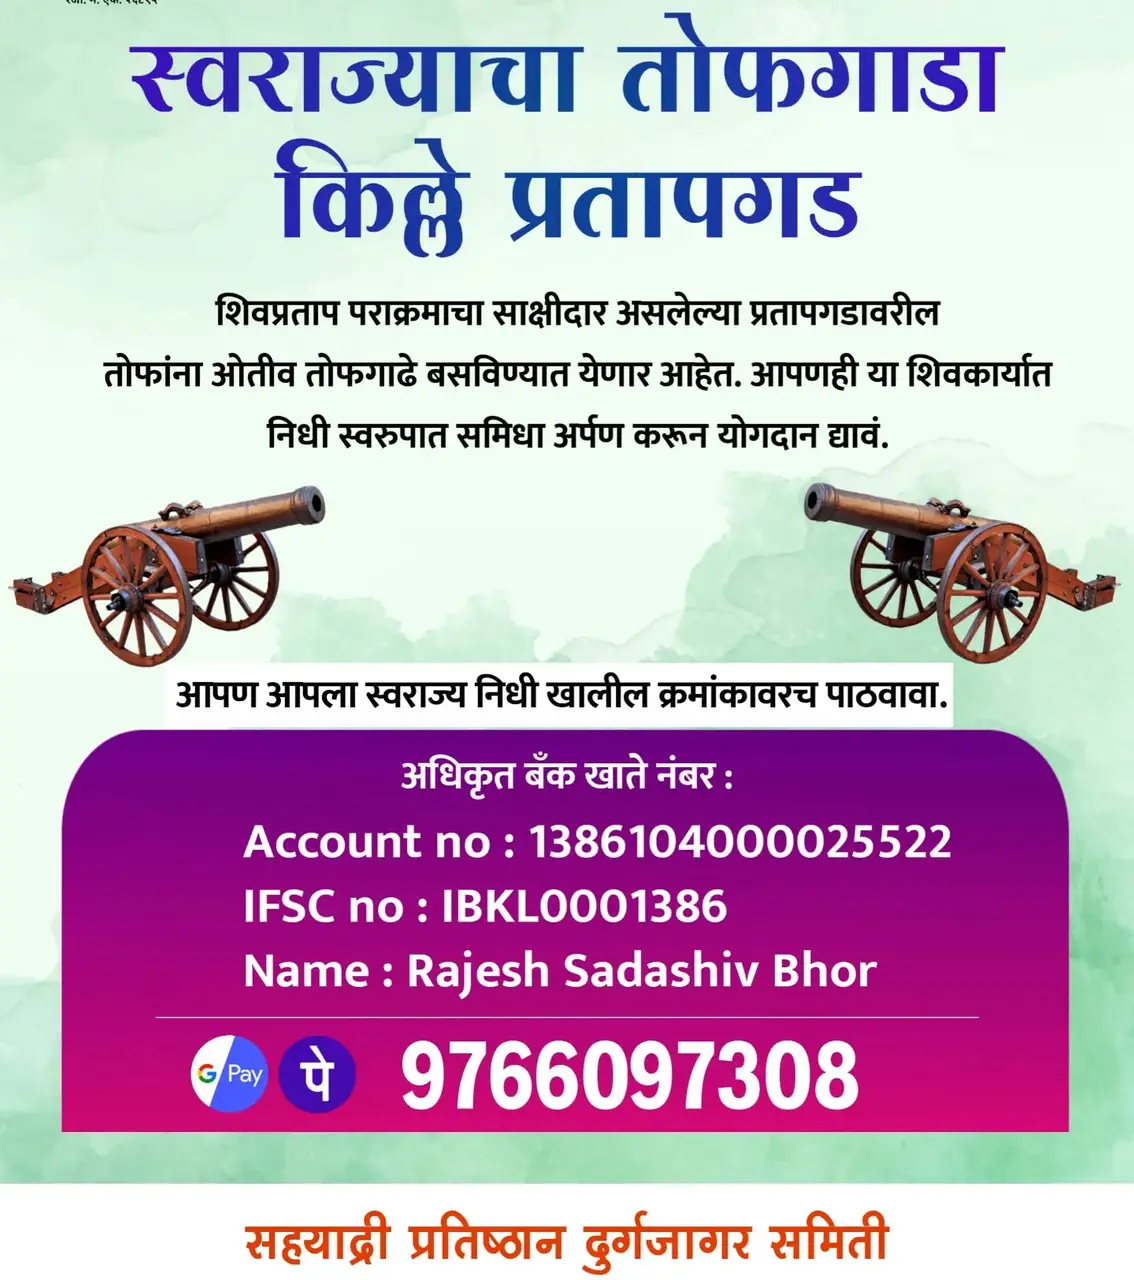 स्वराज्याचा तोफगाडा
किल्ले प्रतापगड
शिवप्रताप पराक्रमाचा साक्षीदार असलेल्या प्रतापगडावरील
तोफांना ओतीव तोफगाढे बसविण्यात येणार आहेत. आपणही या शिवकार्यात
निधी स्वरुपात समिधा अर्पण करून योगदान द्यावं.
आपण आपला स्वराज्य निधी खालील क्रमांकावरच पाठवावा.
अधिकृत बँक खाते नंबर :
Account no : 1386104000025522
IFSC no : IBKL0001386
Name : Rajesh Sadashiv Bhor
G Pay पे 9766097308
सहयाद्री प्रतिष्ठान दुर्गजागर समिती